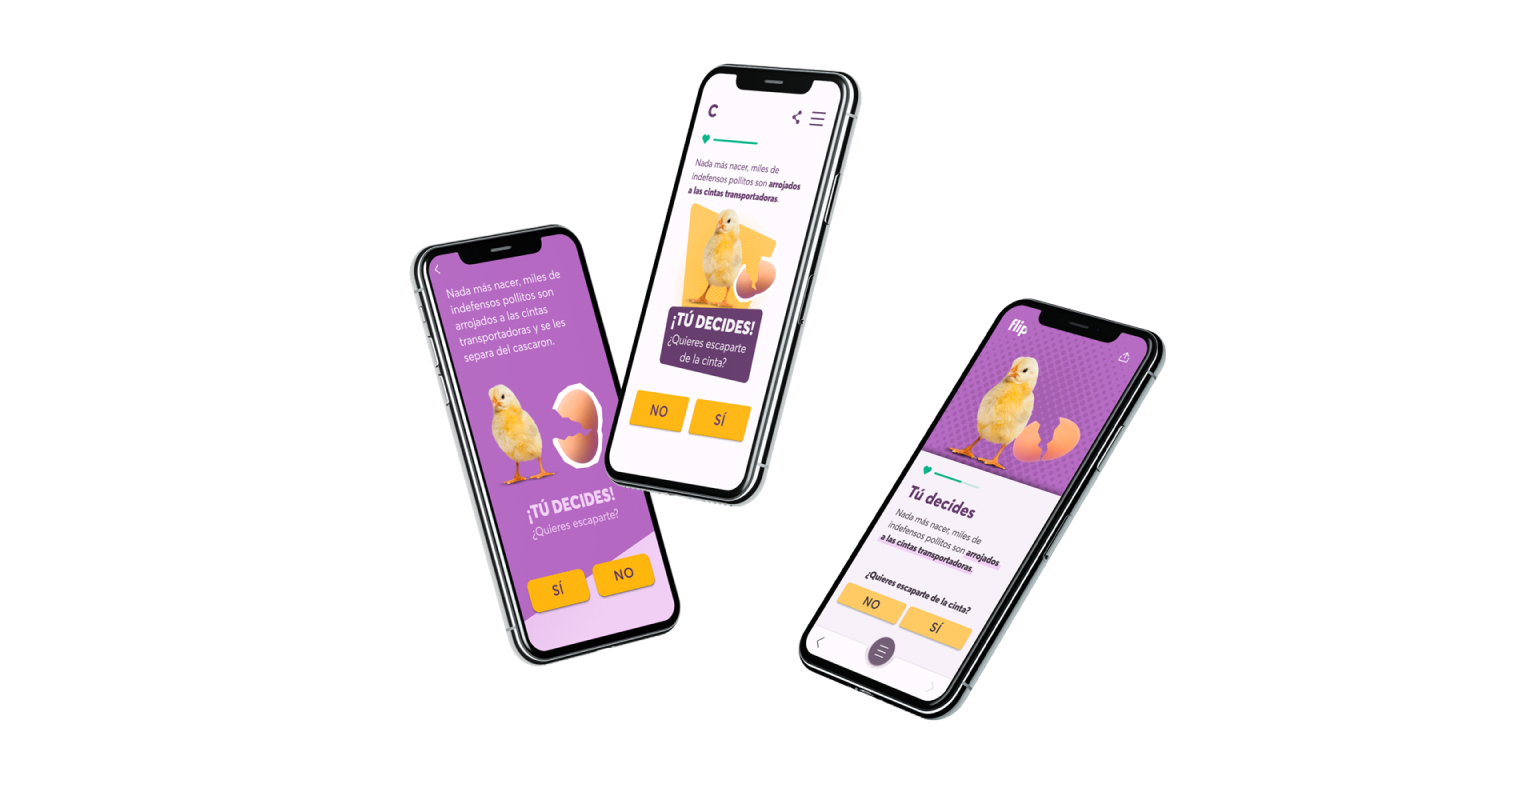 Nada más nacer, miles de
indefensos pollitos son
arrojados a las cintas
transportadoras y se les
separa del cascaron.
¡TÚ DECIDES!
¿Quieres escaparte?
SÍ
NO
C
Nada más nacer, miles de
indefensos pollitos son arrojados
a las cintas transportadoras.
¡TÚ DECIDES!
¿Quieres escaparte
de la cinta?
NO
SÍ
flip
Tú decides
Nada más nacer, miles de
indefensos pollitos son arrojados
a las cintas transportadoras.
¿Quieres escaparte de la cinta?
NO
SÍ